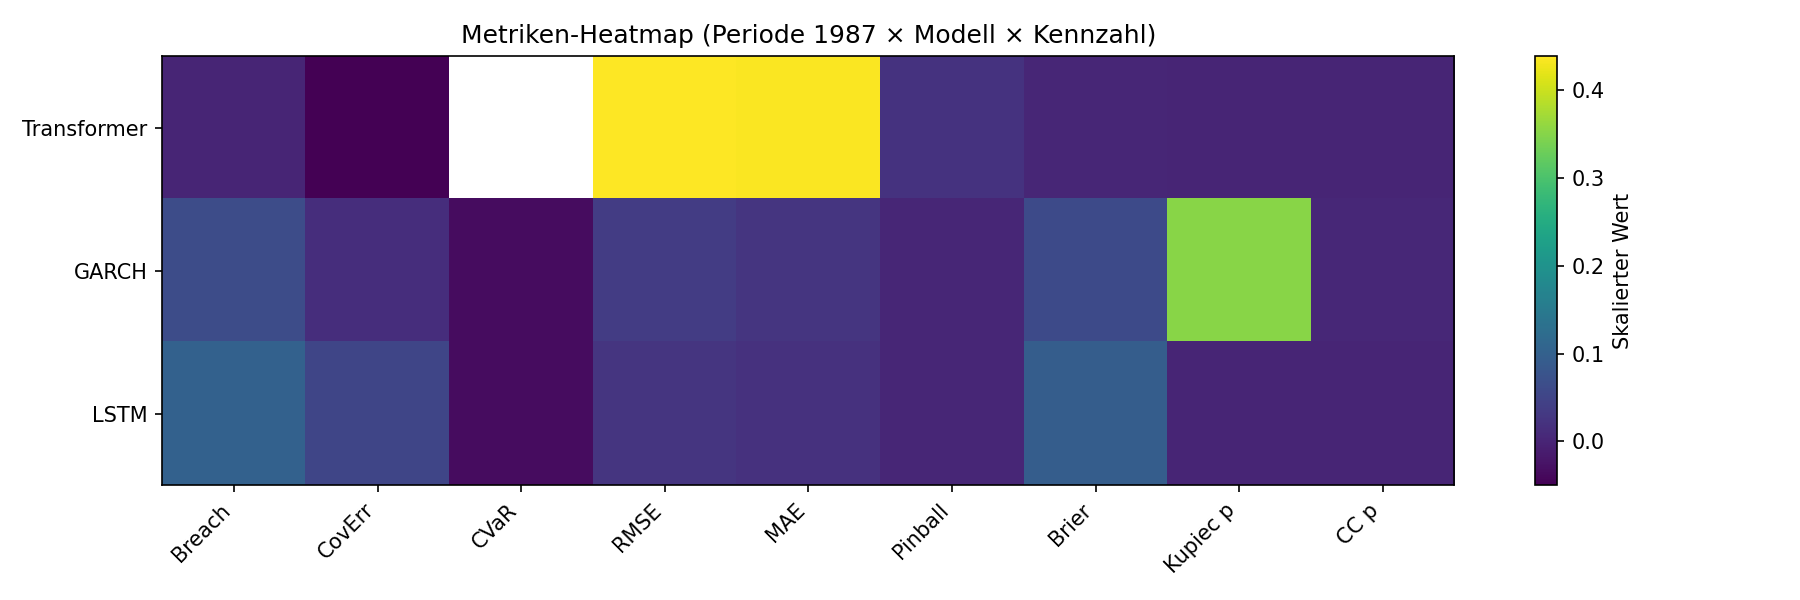 Metriken-Heatmap (Periode 1987 × Modell × Kennzahl)
Transformer
GARCH
LSTM
Breach
CovErr
CVaR
RMSE
MAE
Pinball
Brier
Kupiec p
CC p
0.4
0.3
0.2
0.1
0.0
Skalierter Wert